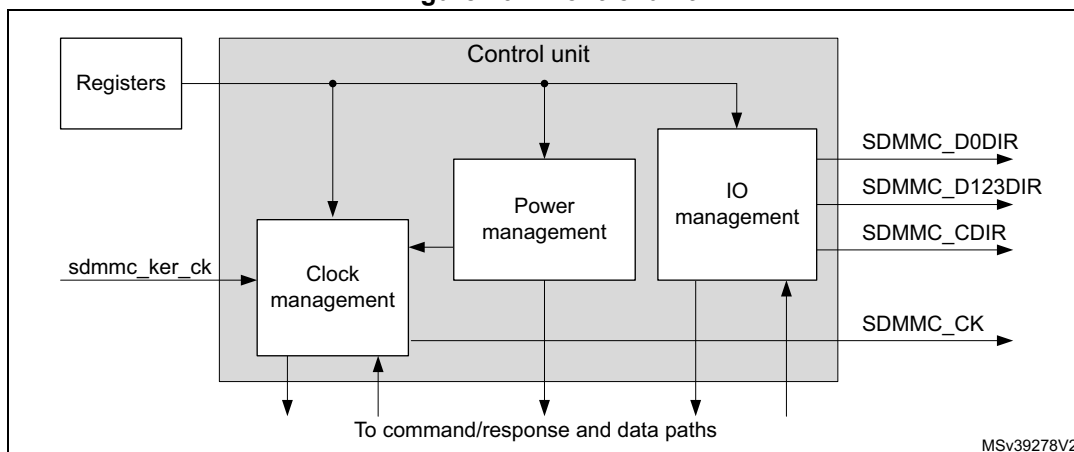 Control unit
Registers
SDMMC_D0DIR
IO
management
SDMMC_D123DIR
Power
management
SDMMC_CDIR
sdmmc_ker_ck
Clock
management
SDMMC_CK
To command/response and data paths
MSv39278V2